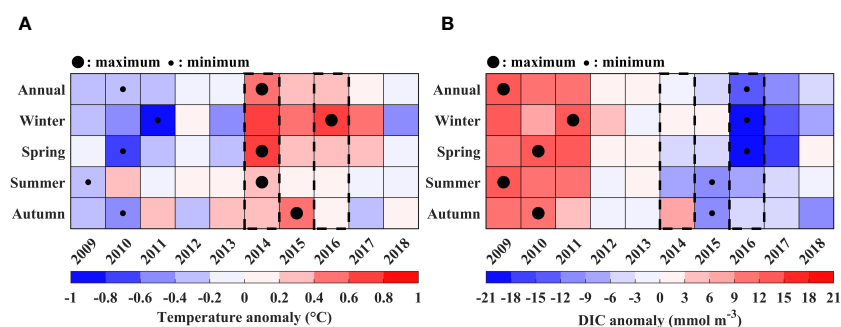 A
● : maximum • : minimum
Annual
Winter
Spring
Summer
Autumn
2009 2010 2011 2012 2013 2014 2015 2016 2017 2018
-1 -0.8 -0.6 -0.4 -0.2 0 0.2 0.4 0.6 0.8 1
Temperature anomaly (°C)
B
● : maximum • : minimum
Annual
Winter
Spring
Summer
Autumn
2009 2010 2011 2012 2013 2014 2015 2016 2017 2018
-21 -18 -15 -12 -9 -6 -3 0 3 6 9 12 15 18 21
DIC anomaly (mmol m⁻³)